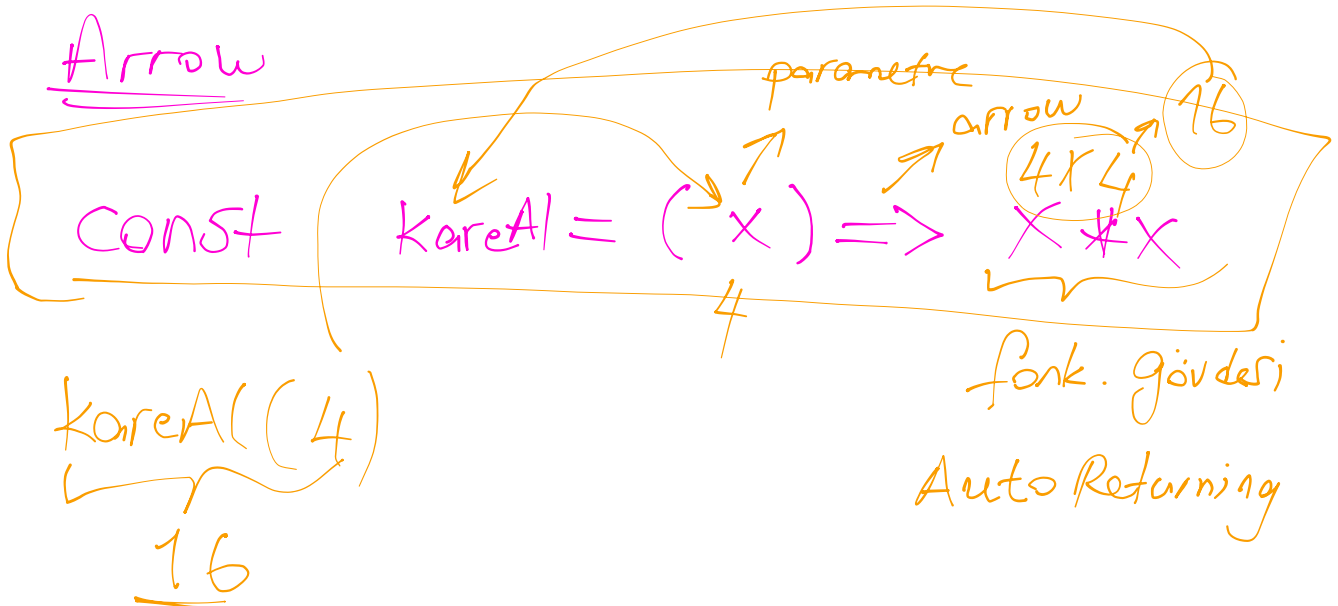 Arrow
parametre
arrow
16
4x4
const kareAl = (x) => x*x
4
fonk. gövdesi
kareAl(4)
Auto Returning
16